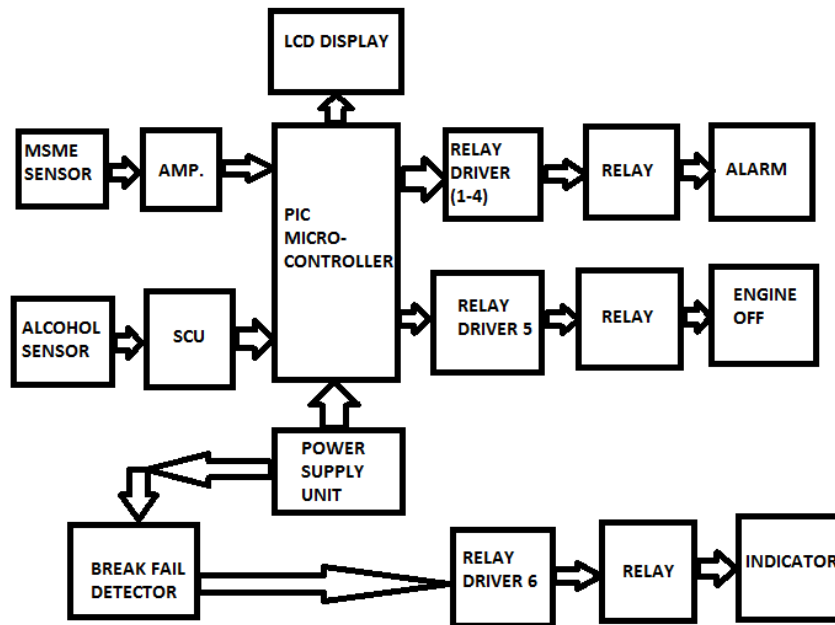 LCD DISPLAY
MSME
SENSOR
AMP.
PIC
MICRO-
CONTROLLER
RELAY
DRIVER
(1-4)
RELAY
ALARM
ALCOHOL
SENSOR
SCU
RELAY
DRIVER 5
RELAY
ENGINE
OFF
POWER
SUPPLY
UNIT
BREAK FAIL
DETECTOR
RELAY
DRIVER 6
RELAY
INDICATOR